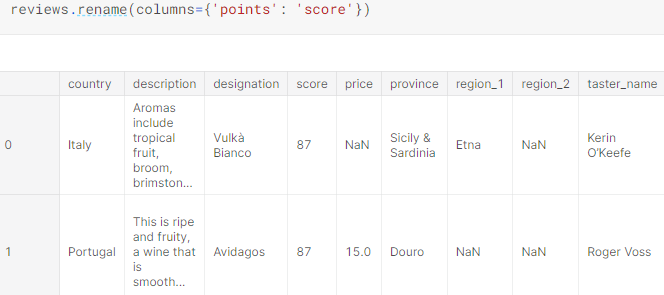 reviews.rename(columns={'points': 'score'})
country description designation score price province region_1 region_2 taster_name
0 Italy Aromas include tropical fruit, broom, brimston... Vulkà Bianco 87 NaN Sicily & Sardinia Etna NaN Kerin O'Keefe
1 Portugal This is ripe and fruity, a wine that is smooth... Avidagos 87 15.0 Douro NaN NaN Roger Voss